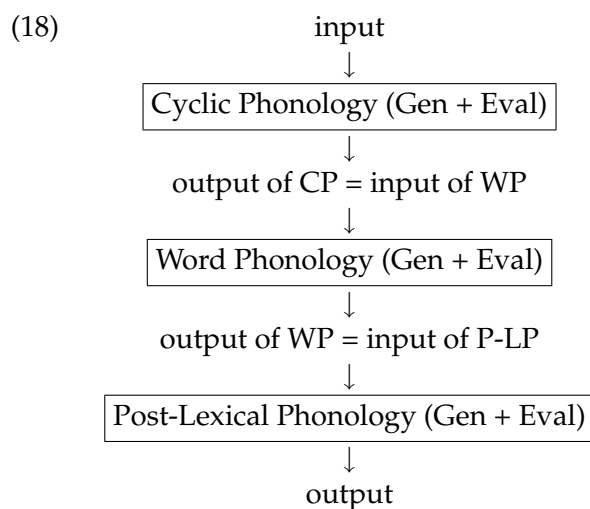 (18) input
↓
Cyclic Phonology (Gen + Eval)
↓
output of CP = input of WP
↓
Word Phonology (Gen + Eval)
↓
output of WP = input of P-LP
↓
Post-Lexical Phonology (Gen + Eval)
↓
output